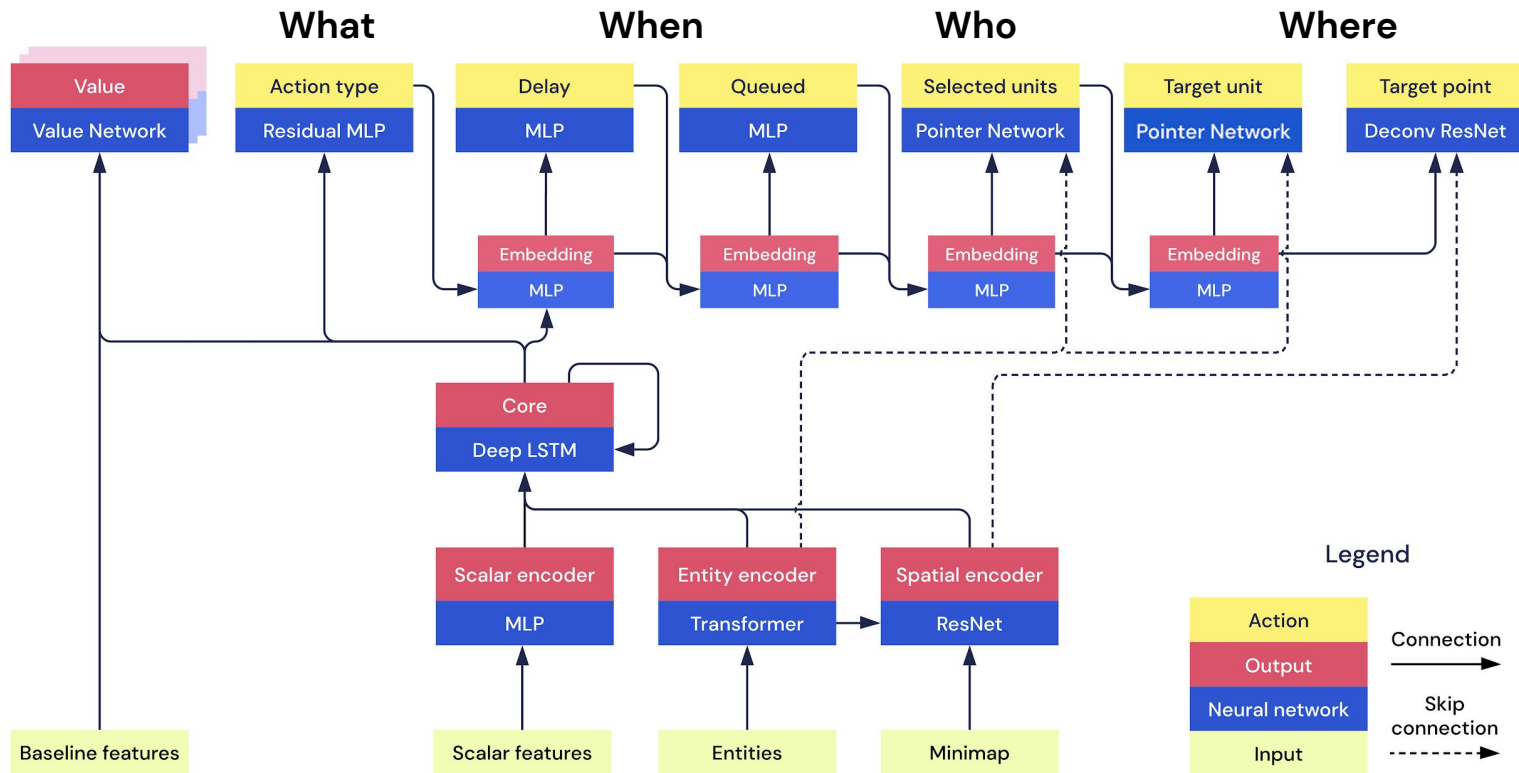 What
When
Who
Where
Value
Value Network
Action type
Residual MLP
Delay
MLP
Queued
MLP
Selected units
Pointer Network
Target unit
Pointer Network
Target point
Deconv ResNet
Embedding
MLP
Embedding
MLP
Embedding
MLP
Embedding
MLP
Core
Deep LSTM
Scalar encoder
MLP
Entity encoder
Transformer
Spatial encoder
ResNet
Baseline features
Scalar features
Entities
Minimap
Legend
Action
Output
Neural network
Input
Connection
Skip
connection